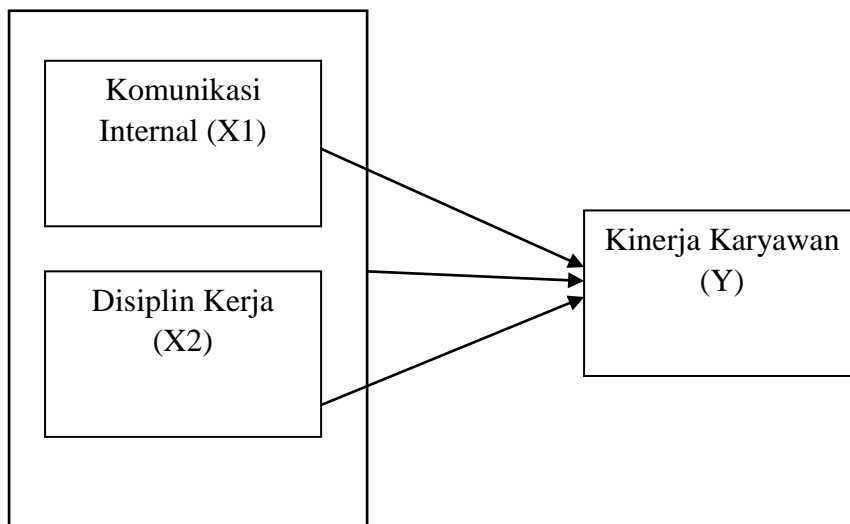 Komunikasi
Internal (X1)
Disiplin Kerja
(X2)
Kinerja Karyawan
(Y)